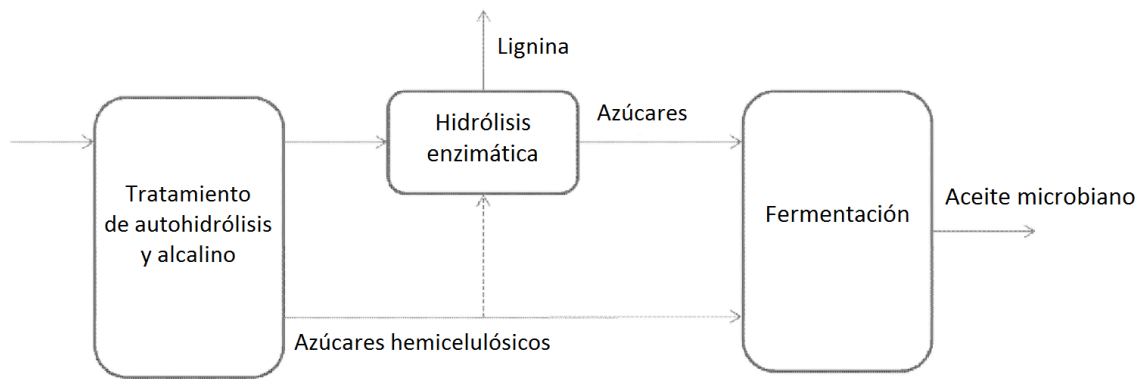 Lignina
Hidrólisis
enzimática
Azúcares
Tratamiento
de autohidrólisis
y alcalino
Fermentación
Aceite microbiano
Azúcares hemicelulósicos